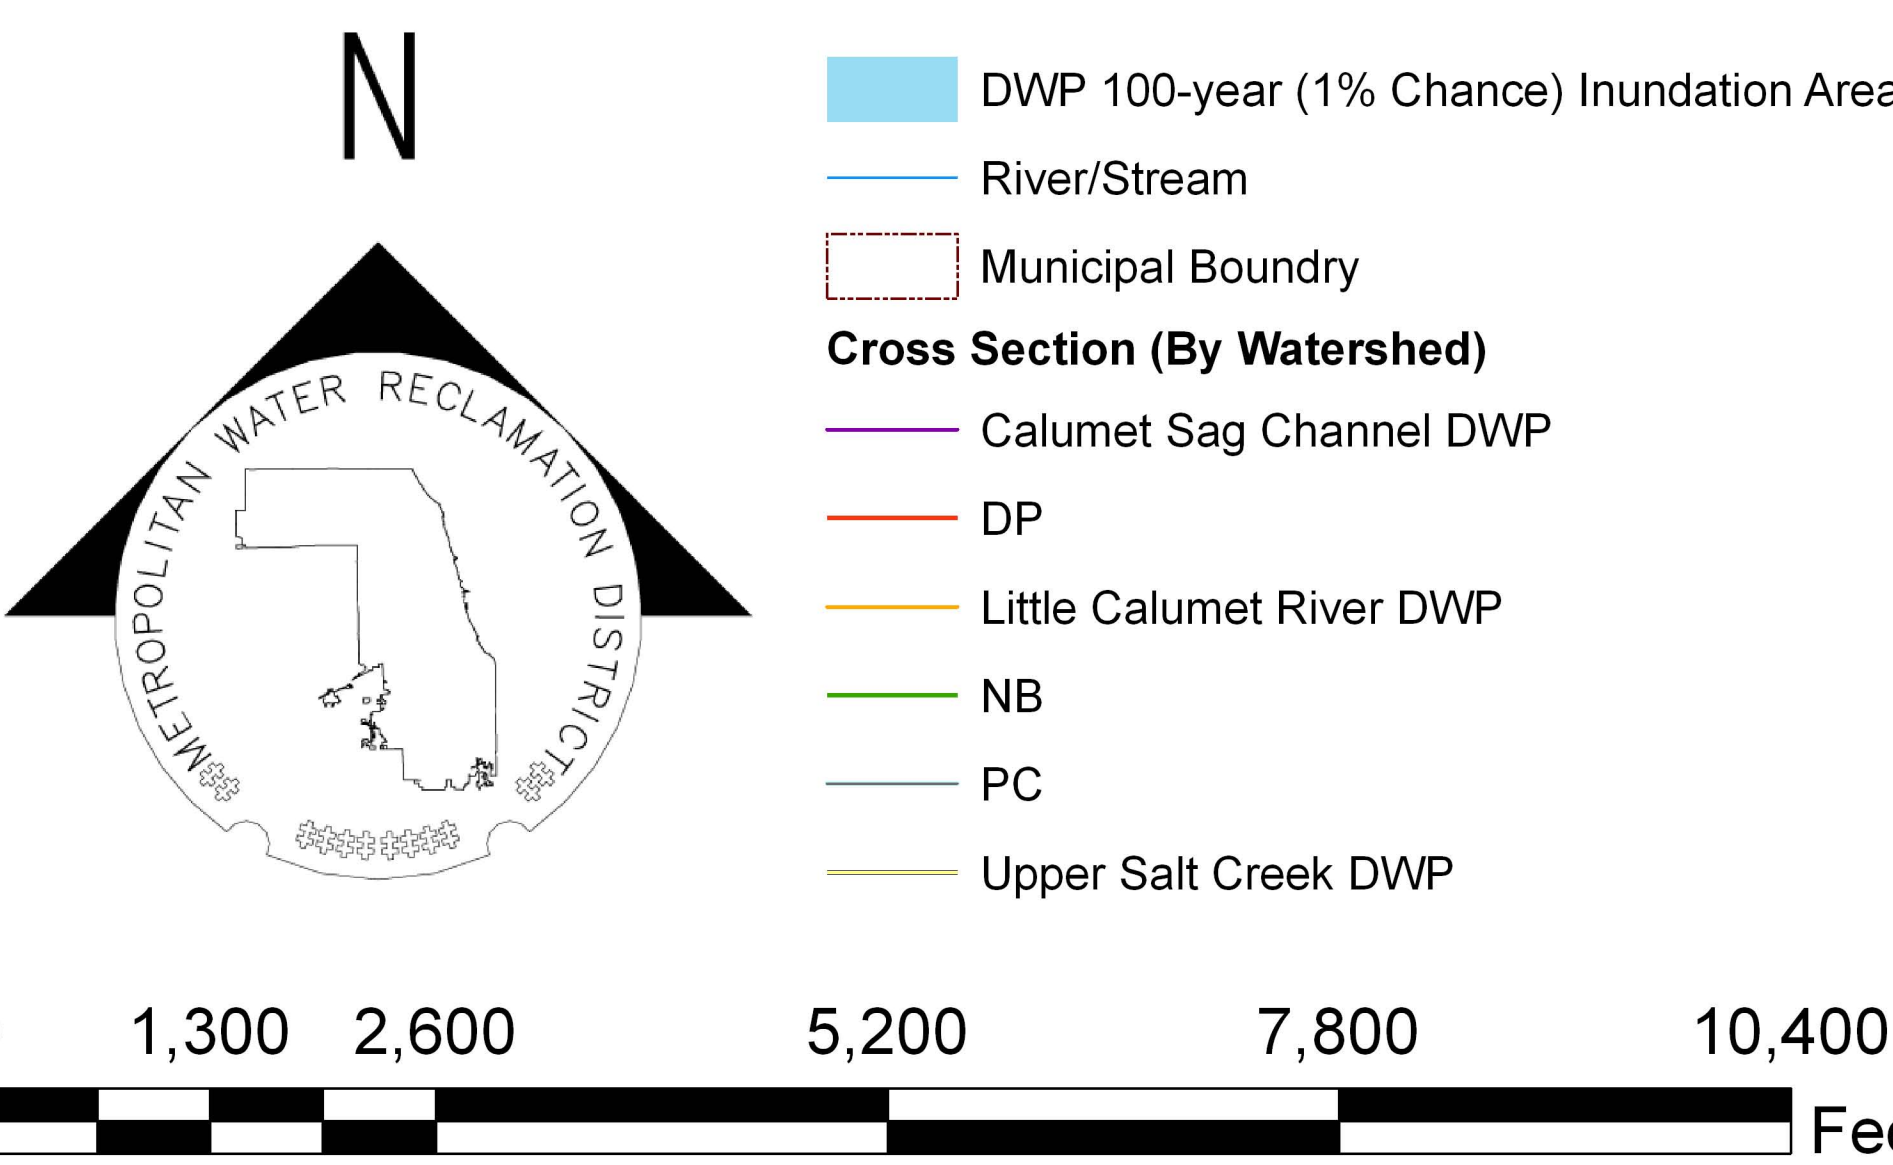 N
METROPOLITAN WATER RECLAMATION DISTRICT
DWP 100-year (1% Chance) Inundation Area
River/Stream
Municipal Boundry
Cross Section (By Watershed)
Calumet Sag Channel DWP
DP
Little Calumet River DWP
NB
PC
Upper Salt Creek DWP
1,300 2,600 5,200 7,800 10,400
Fee